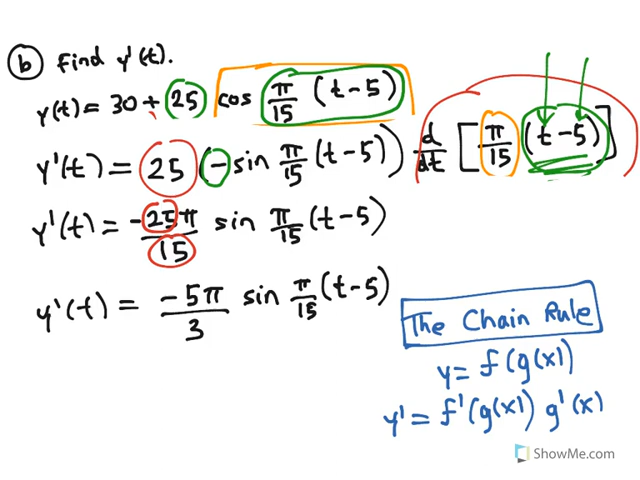 b Find y'(t).
y(t) = 30 + 25 cos π/15 (t - 5)
y'(t) = 25 (-sin π/15 (t - 5)) d/dt [π/15 (t - 5)]
y'(t) = -25π/15 sin π/15 (t - 5)
y'(t) = -5π/3 sin π/15 (t - 5)
The Chain Rule
y = f(g(x))
y' = f'(g(x)) g'(x)
ShowMe.com